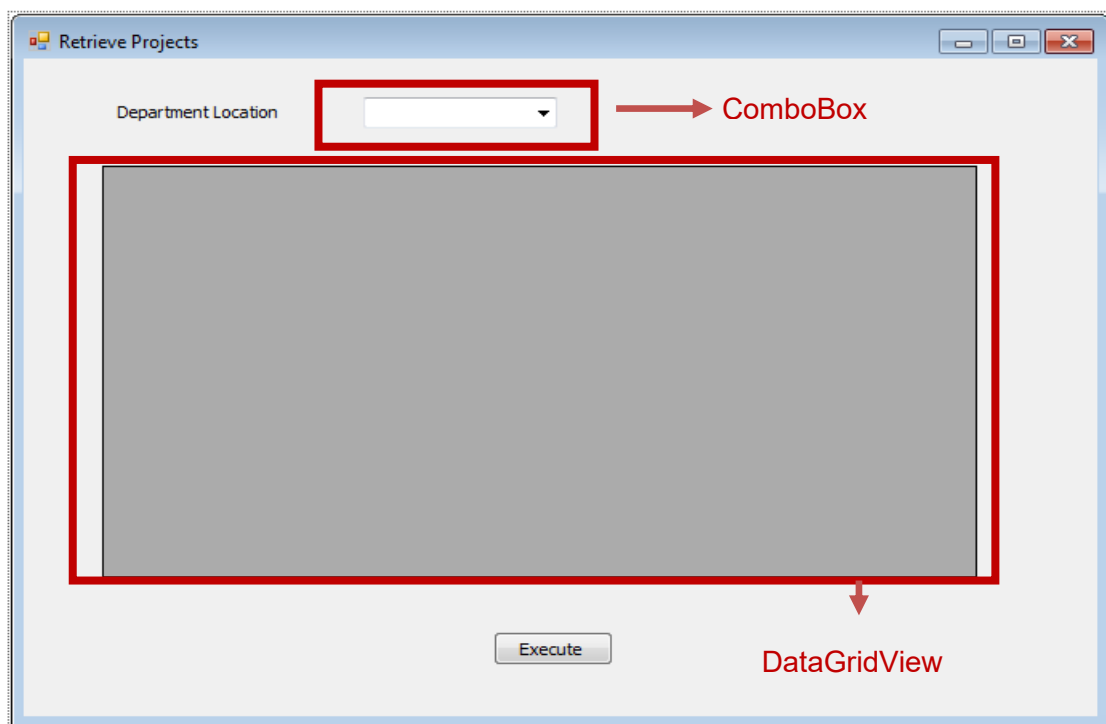 Retrieve Projects
Department Location
ComboBox
Execute
DataGridView